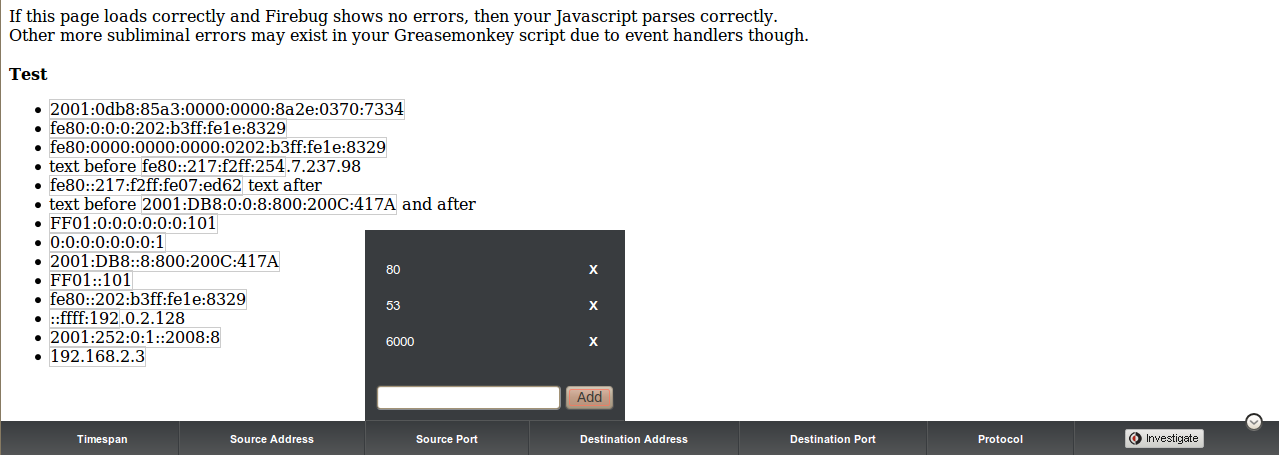 If this page loads correctly and Firebug shows no errors, then your Javascript parses correctly.
Other more subliminal errors may exist in your Greasemonkey script due to event handlers though.
Test
2001:0db8:85a3:0000:0000:8a2e:0370:7334
fe80:0:0:0:202:b3ff:fe1e:8329
fe80:0000:0000:0000:0202:b3ff:fe1e:8329
text before fe80::217:f2ff:254.7.237.98
fe80::217:f2ff:fe07:ed62 text after
text before 2001:DB8:0:0:8:800:200C:417A and after
FF01:0:0:0:0:0:0:101
0:0:0:0:0:0:0:1
2001:DB8::8:800:200C:417A
FF01::101
fe80::202:b3ff:fe1e:8329
::ffff:192.0.2.128
2001:252:0:1::2008:8
192.168.2.3
80 X
53 X
6000 X
Add
Timespan Source Address Source Port Destination Address Destination Port Protocol Investigate